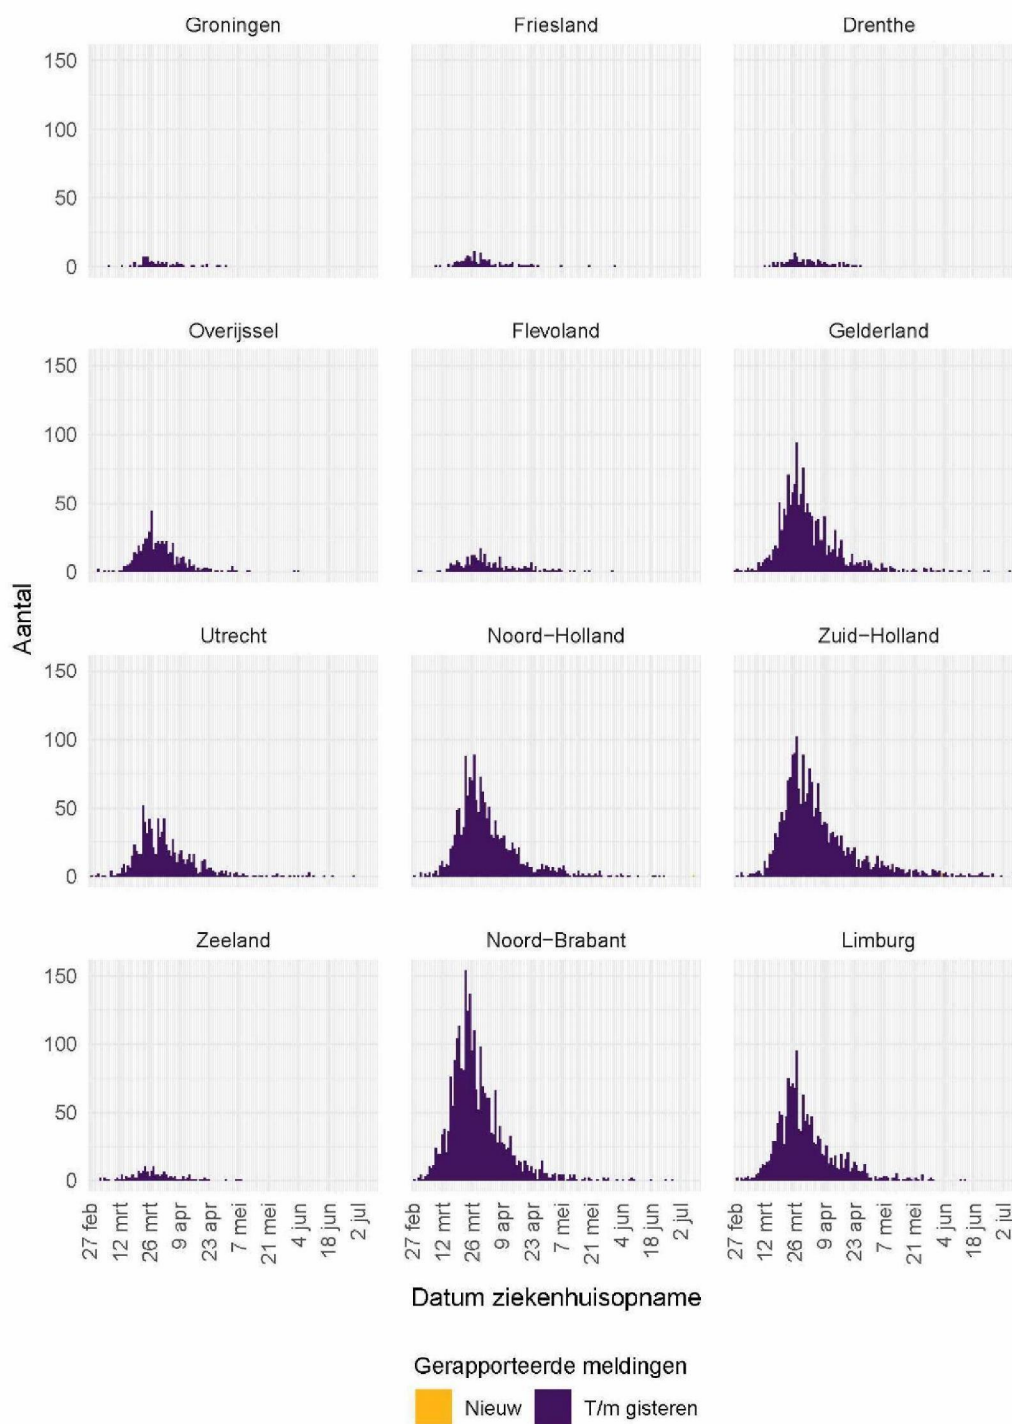 Groningen Friesland Drenthe
150
100
50
0
Overijssel Flevoland Gelderland
150
100
50
0
Aantal
Utrecht Noord-Holland Zuid-Holland
150
100
50
0
Zeeland Noord-Brabant Limburg
150
100
50
0
27 feb 12 mrt 26 mrt 9 apr 23 apr 7 mei 21 mei 4 jun 18 jun 2 jul
27 feb 12 mrt 26 mrt 9 apr 23 apr 7 mei 21 mei 4 jun 18 jun 2 jul
27 feb 12 mrt 26 mrt 9 apr 23 apr 7 mei 21 mei 4 jun 18 jun 2 jul
Datum ziekenhuisopname
Gerapporteerde meldingen
Nieuw T/m gisteren